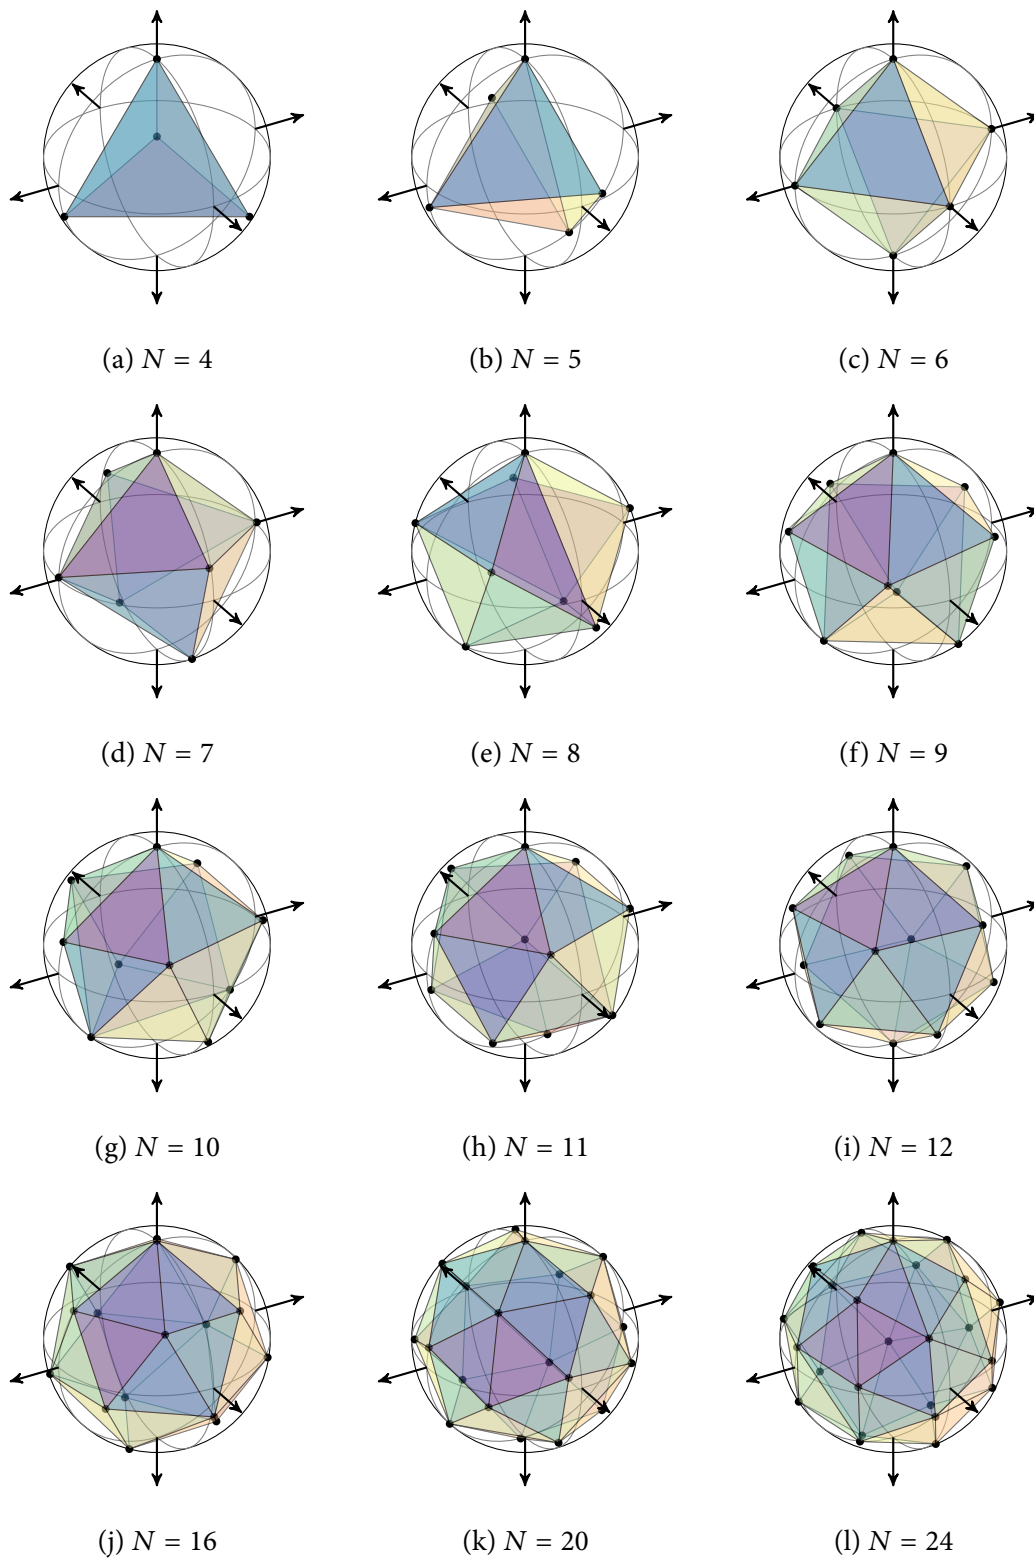 (a) N = 4
(b) N = 5
(c) N = 6
(d) N = 7
(e) N = 8
(f) N = 9
(g) N = 10
(h) N = 11
(i) N = 12
(j) N = 16
(k) N = 20
(l) N = 24